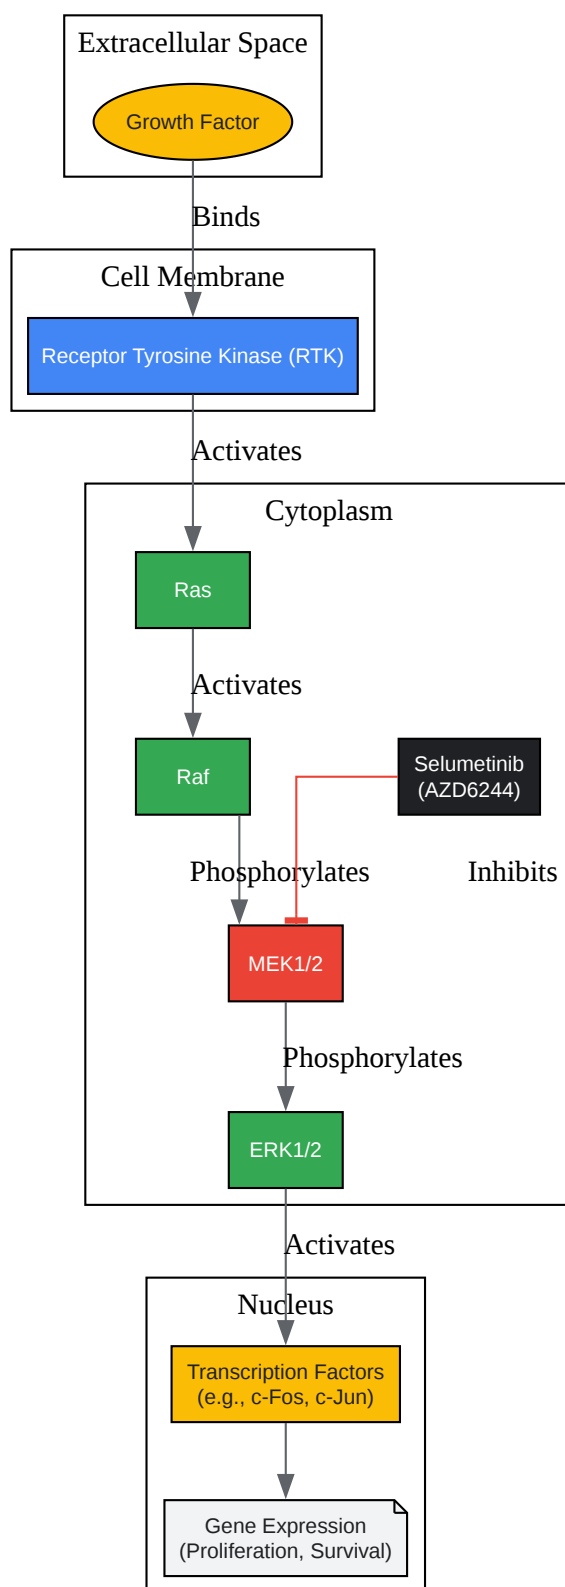 Extracellular Space
Growth Factor
Binds
Cell Membrane
Receptor Tyrosine Kinase (RTK)
Activates
Cytoplasm
Ras
Activates
Raf
Selumetinib
(AZD6244)
Phosphorylates
Inhibits
MEK1/2
Phosphorylates
ERK1/2
Activates
Nucleus
Transcription Factors
(e.g., c-Fos, c-Jun)
Gene Expression
(Proliferation, Survival)